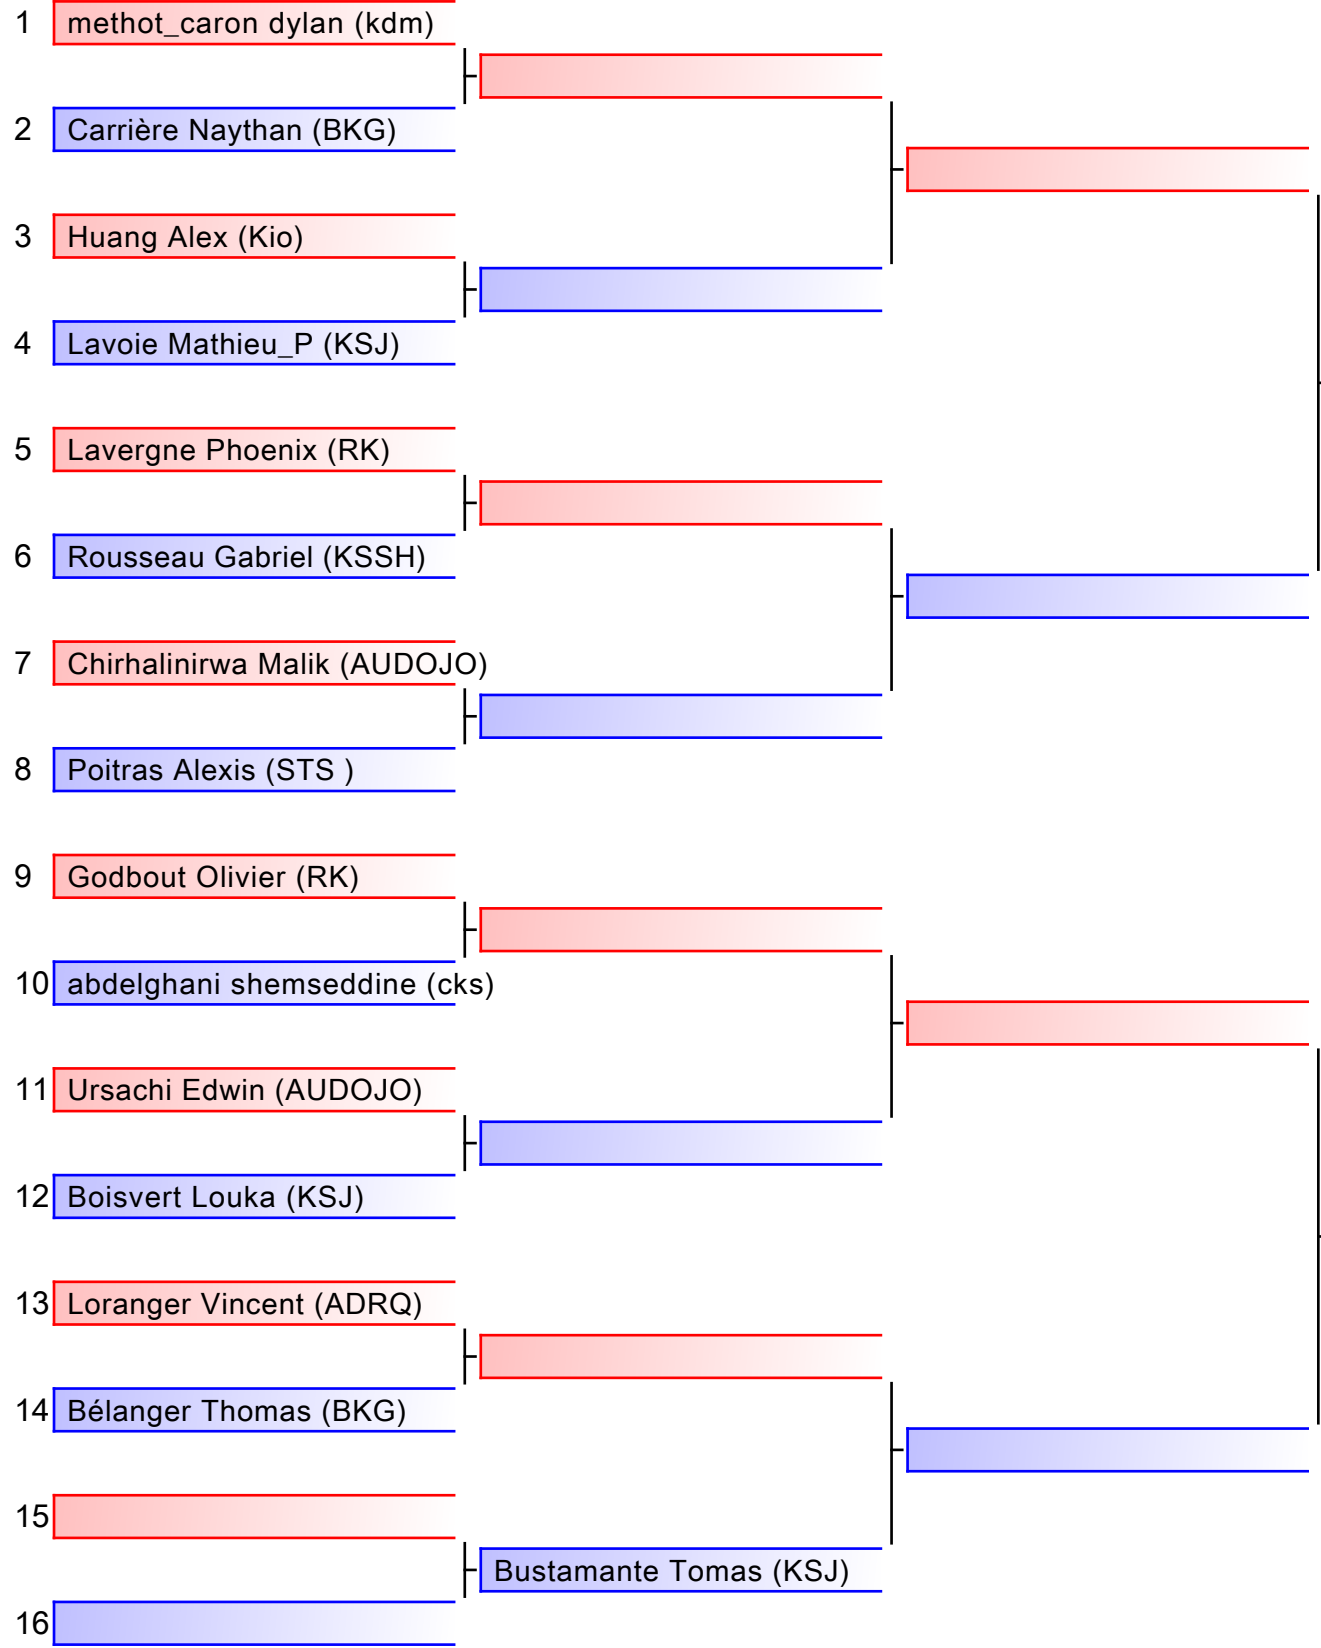 1 methot_caron dylan (kdm)
2 Carrière Naythan (BKG)
3 Huang Alex (Kio)
4 Lavoie Mathieu_P (KSJ)
5 Lavergne Phoenix (RK)
6 Rousseau Gabriel (KSSH)
7 Chirhalinirwa Malik (AUDOJO)
8 Poitras Alexis (STS )
9 Godbout Olivier (RK)
10 abdelghani shemseddine (cks)
11 Ursachi Edwin (AUDOJO)
12 Boisvert Louka (KSJ)
13 Loranger Vincent (ADRQ)
14 Bélanger Thomas (BKG)
15
Bustamante Tomas (KSJ)
16